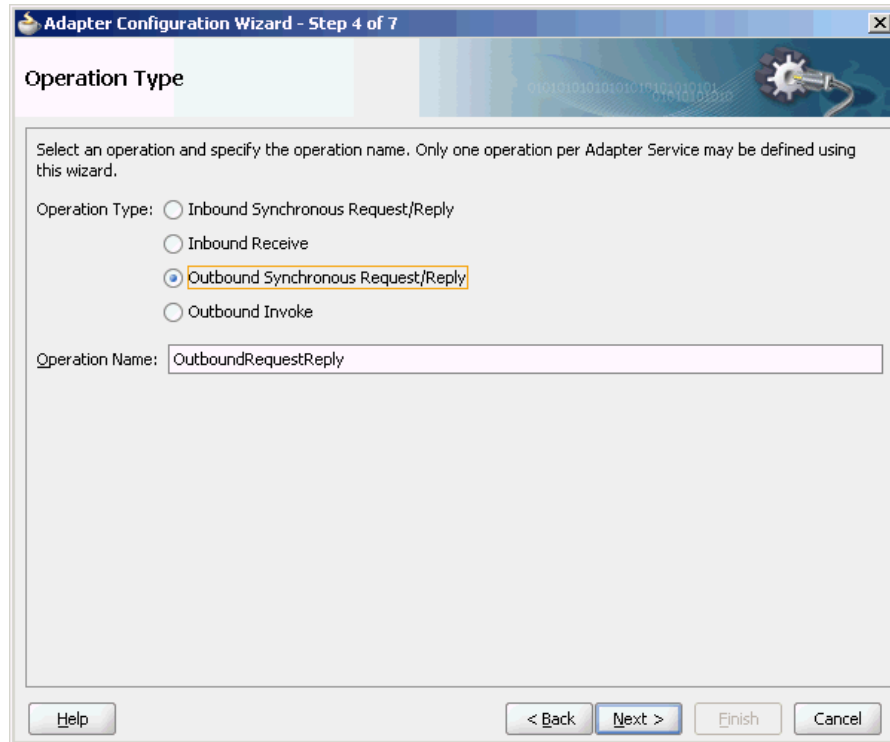 Adapter Configuration Wizard - Step 4 of 7
Operation Type
010101010101010101010101
01010101010
Select an operation and specify the operation name. Only one operation per Adapter Service may be defined using
this wizard.
Operation Type: Inbound Synchronous Request/Reply
Inbound Receive
Outbound Synchronous Request/Reply
Outbound Invoke
Operation Name: OutboundRequestReply
Help < Back Next > Finish Cancel